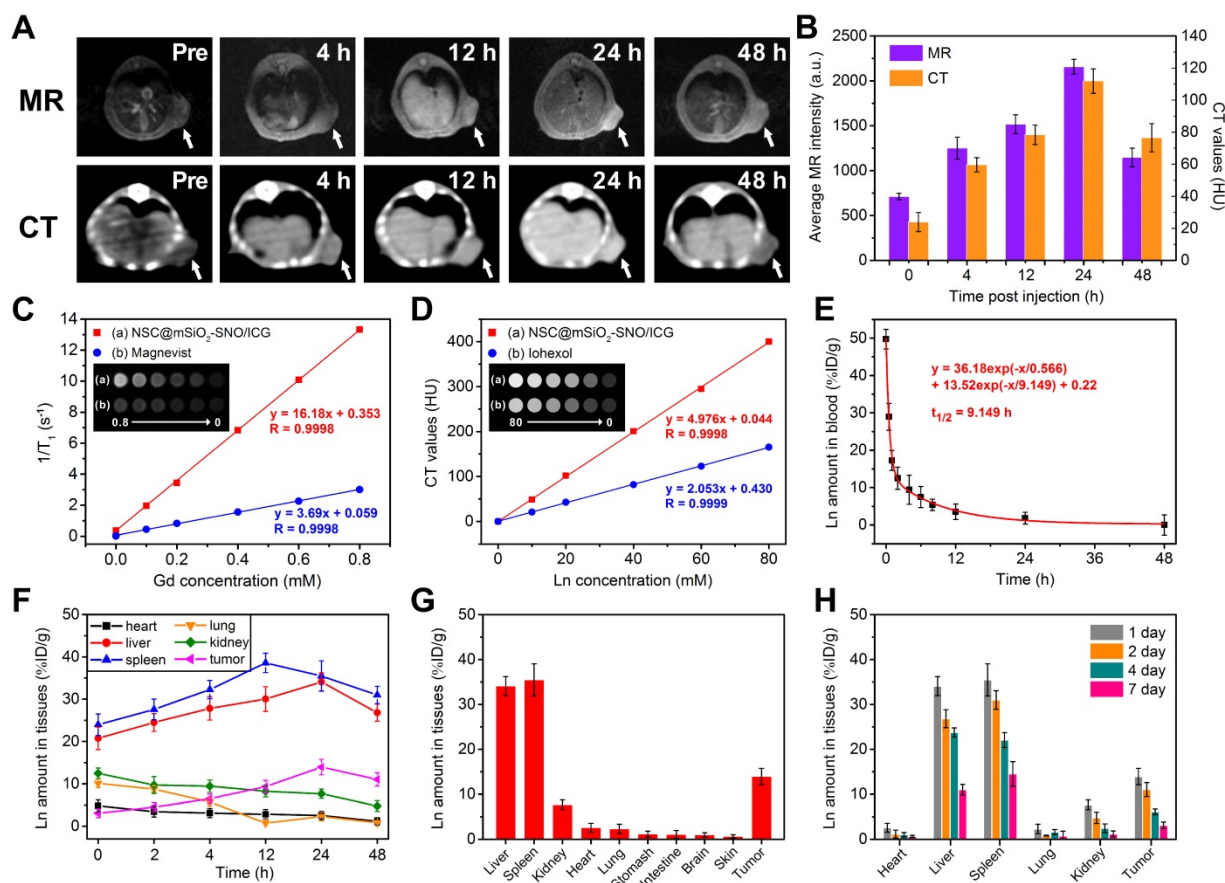 A
MR
Pre
4 h
12 h
24 h
48 h
CT
Pre
4 h
12 h
24 h
48 h
B
Average MR intensity (a.u.)
2500
2000
1500
1000
500
0
MR
CT
140
120
100
80
60
40
20
0
CT values (HU)
0 4 12 24 48
Time post injection (h)
C
1/T1 (s-1)
14
13
12
10
8
6
4
2
0
(a) NSC@mSiO2-SNO/ICG
(b) Magnevist
(a)
(b)
0.8 0
y = 16.18x + 0.353
R = 0.9998
y = 3.69x + 0.059
R = 0.9998
0.0 0.2 0.4 0.6 0.8
Gd concentration (mM)
D
CT values (HU)
400
300
200
100
0
(a) NSC@mSiO2-SNO/ICG
(b) Iohexol
(a)
(b)
80 0
y = 4.976x + 0.044
R = 0.9998
y = 2.053x + 0.430
R = 0.9999
0 20 40 60 80
Ln concentration (mM)
E
Ln amount in blood (%ID/g)
50
40
30
20
10
0
y = 36.18exp(-x/0.566)
+ 13.52exp(-x/9.149) + 0.22
t1/2 = 9.149 h
0 12 24 36 48
Time (h)
F
Ln amount in tissues (%ID/g)
50
40
30
20
10
0
heart
liver
spleen
lung
kidney
tumor
0 2 4 12 24 48
Time (h)
G
Ln amount in tissues (%ID/g)
50
40
30
20
10
0
Liver
Spleen
Kidney
Heart
Lung
Stomash
Intestine
Brain
Skin
Tumor
H
Ln amount in tissues (%ID/g)
50
40
30
20
10
0
1 day
2 day
4 day
7 day
Heart
Liver
Spleen
Lung
Kidney
Tumor